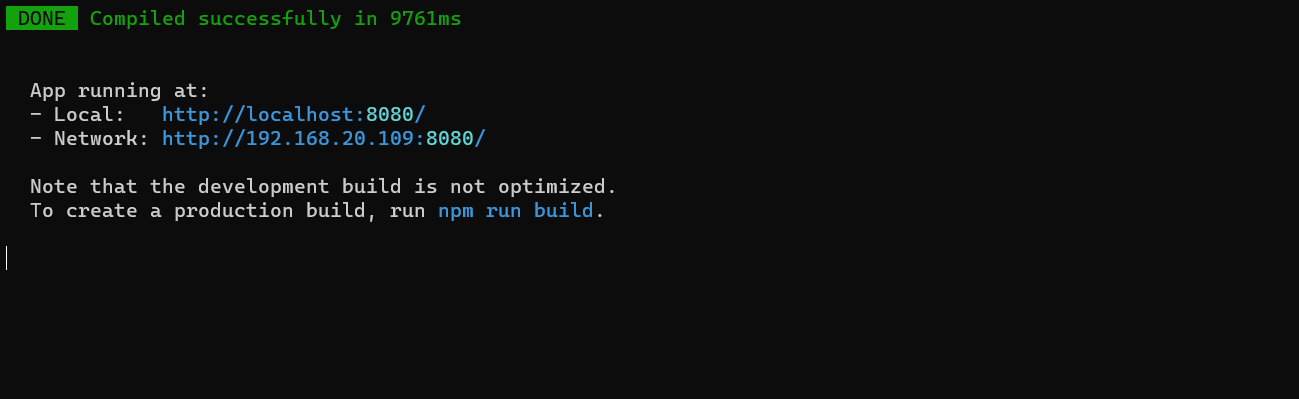 DONE Compiled successfully in 9761ms
App running at:
- Local: http://localhost:8080/
- Network: http://192.168.20.109:8080/
Note that the development build is not optimized.
To create a production build, run npm run build.